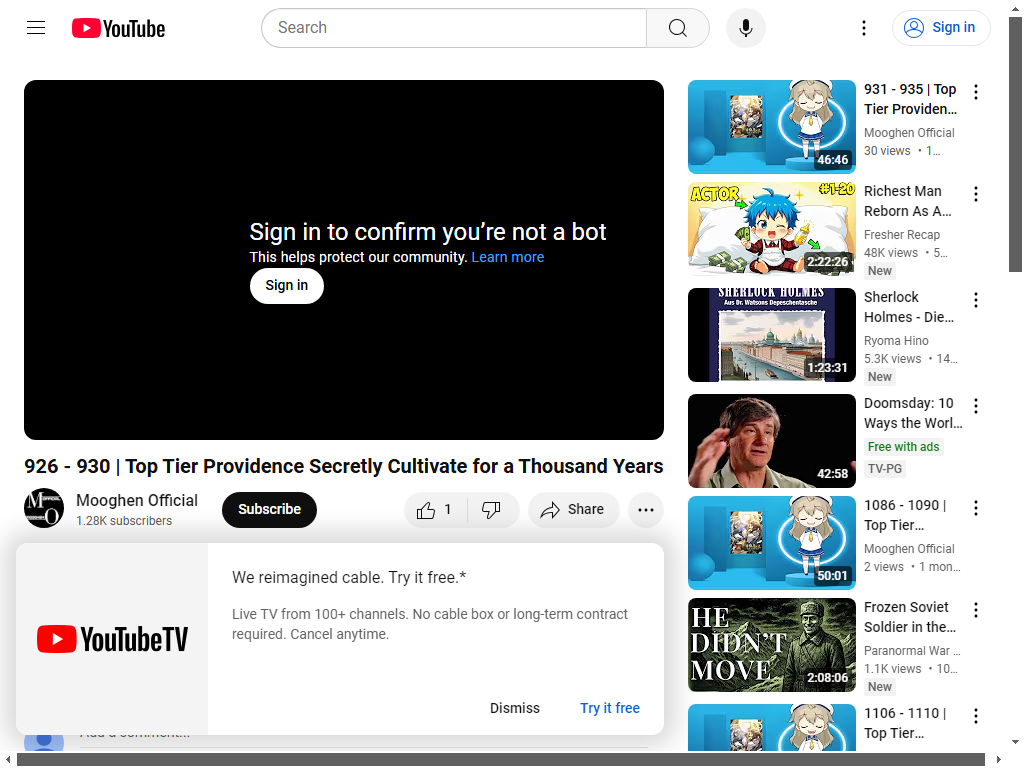 YouTube
Search
Sign in
Sign in to confirm you’re not a bot
This helps protect our community. Learn more
Sign in
926 - 930 | Top Tier Providence Secretly Cultivate for a Thousand Years
Mooghen Official
1.28K subscribers
Subscribe
1
Share
We reimagined cable. Try it free.*
Live TV from 100+ channels. No cable box or long-term contract
required. Cancel anytime.
YouTubeTV
Dismiss
Try it free
Add a comment...
931 - 935 | Top
Tier Providen...
Mooghen Official
30 views • 1...
46:46
ACTOR
#1-20
2:22:26
Richest Man
Reborn As A...
Fresher Recap
48K views • 5...
New
SHERLOCK HOLMES
Aus Dr. Watsons Depeschentasche
1:23:31
Sherlock
Holmes - Die...
Ryoma Hino
5.3K views • 14...
New
42:58
Doomsday: 10
Ways the Worl...
Free with ads
TV-PG
50:01
1086 - 1090 |
Top Tier...
Mooghen Official
2 views • 1 mon...
HE
DIDN'T
MOVE
2:08:06
Frozen Soviet
Soldier in the...
Paranormal War ...
1.1K views • 10...
New
1106 - 1110 |
Top Tier...